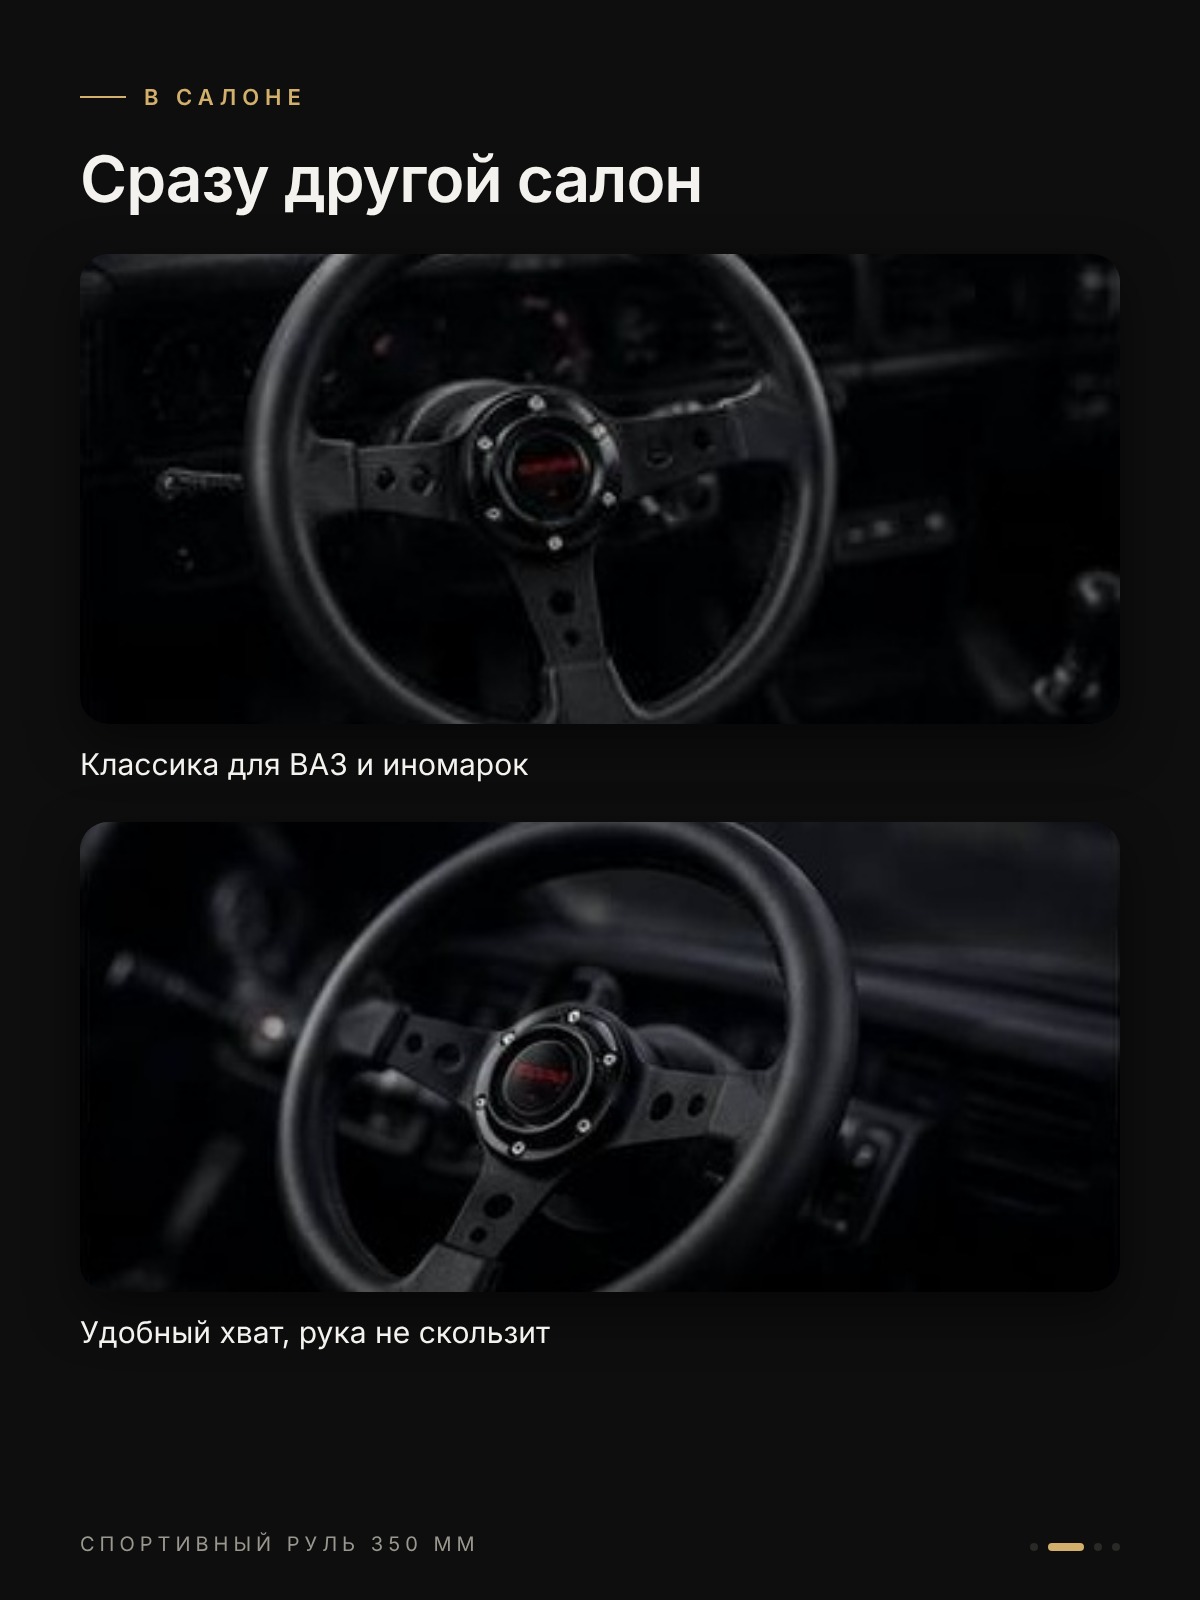 В САЛОНЕ
Сразу другой салон
Классика для ВАЗ и иномарок
Удобный хват, рука не скользит
СПОРТИВНЫЙ РУЛЬ 350 ММ